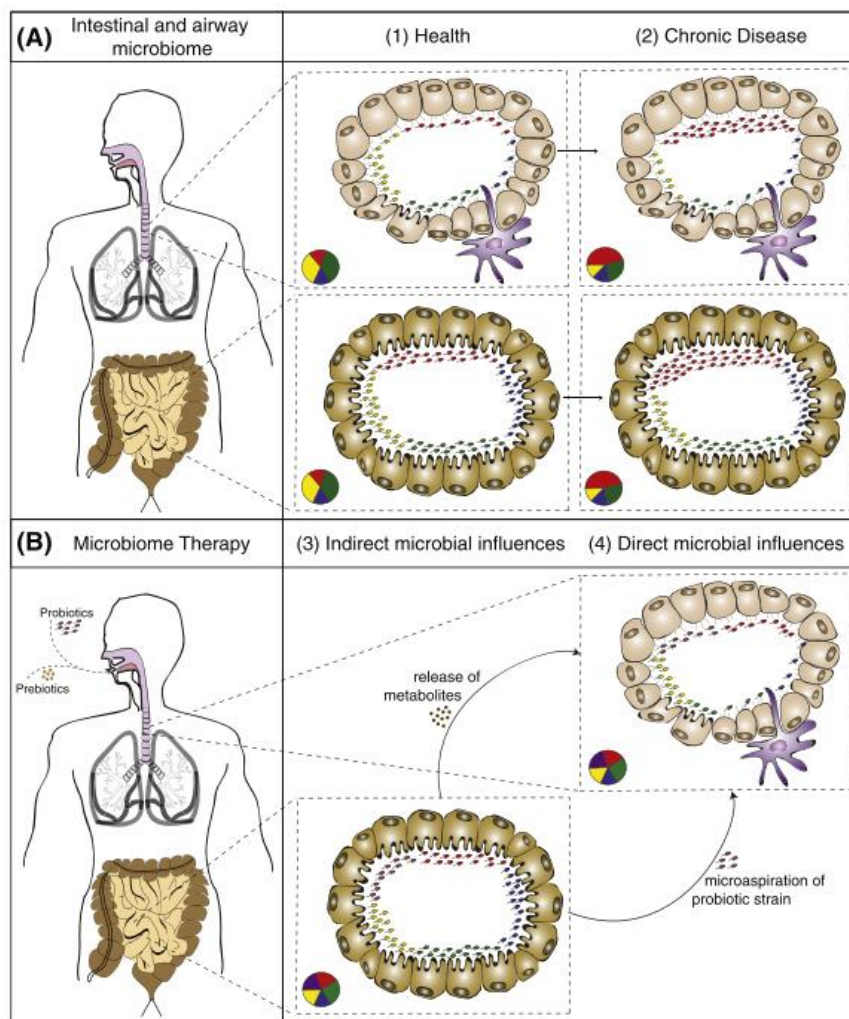 (A)
Intestinal and airway
microbiome
(1) Health
(2) Chronic Disease
(B)
Microbiome Therapy
(3) Indirect microbial influences
(4) Direct microbial influences
Probiotics
Prebiotics
release of
metabolites
microaspiration of
probiotic strain